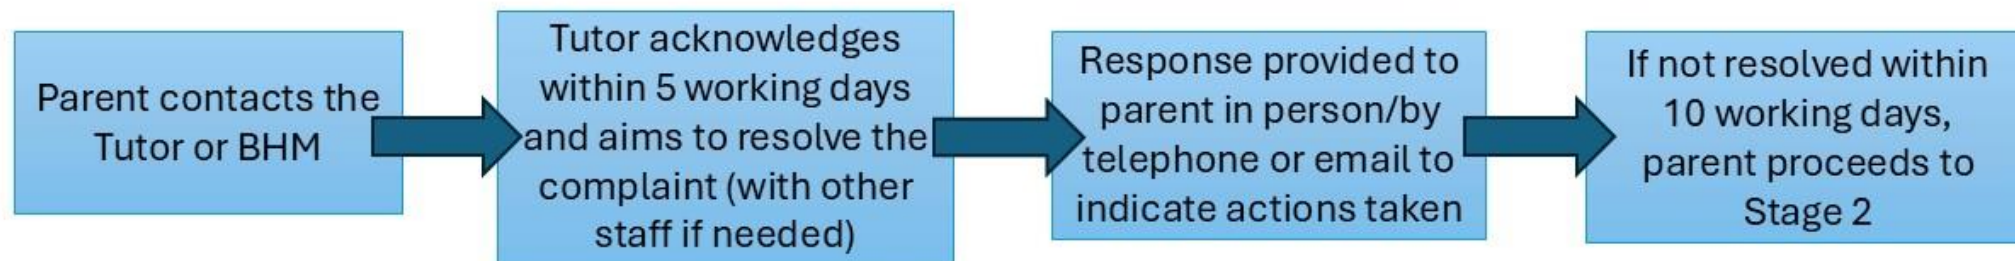 Parent contacts the
Tutor or BHM
Tutor acknowledges
within 5 working days
and aims to resolve the
complaint (with other
staff if needed)
Response provided to
parent in person/by
telephone or email to
indicate actions taken
If not resolved within
10 working days,
parent proceeds to
Stage 2